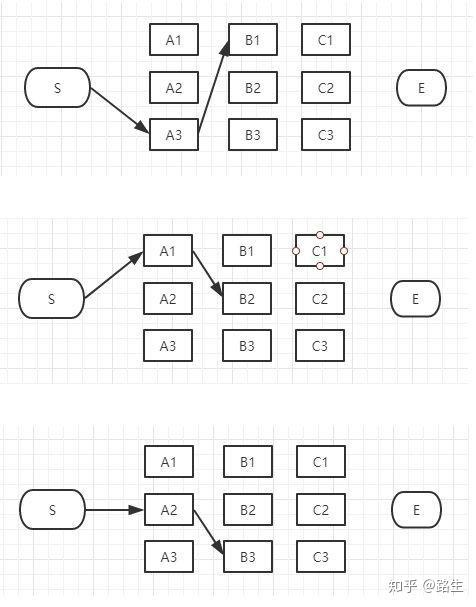 A1 B1 C1
S A2 B2 C2 E
A3 B3 C3
A1 B1 C1
S A2 B2 C2 E
A3 B3 C3
A1 B1 C1
S A2 B2 C2 E
A3 B3 C3
知乎 @路生